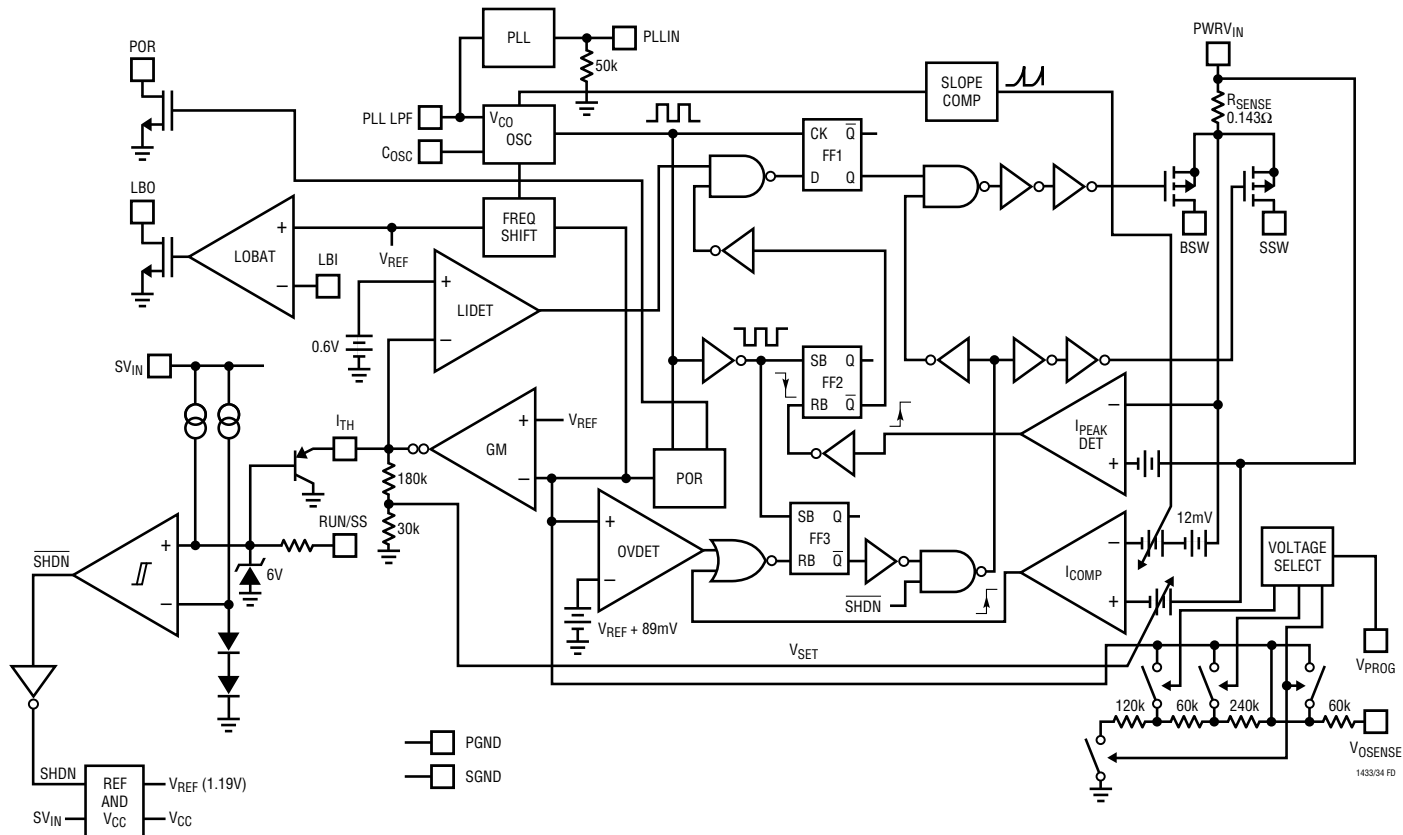 POR
PLL
PLLIN
50k
PLL LPF
COSC
VCO
OSC
SLOPE
COMP
PWRVIN
RSENSE
0.143Ω
CK Q̅
FF1
D Q
BSW
SSW
LBO
LOBAT
+
−
LBI
VREF
FREQ
SHIFT
LIDET
+
−
0.6V
SVIN
ITH
180k
30k
GM
+
−
VREF
POR
SB Q
FF2
RB Q̅
IPEAK
DET
−
+
12mV
RUN/SS
SHDN̅
+
−
6V
OVDET
+
−
VREF + 89mV
SB Q
FF3
RB Q̅
SHDN̅
ICOMP
−
+
VOLTAGE
SELECT
VSET
VPROG
120k
60k
240k
60k
VOSENSE
1433/34 FD
PGND
SGND
SHDN
SVIN
REF
AND
VCC
VREF (1.19V)
VCC